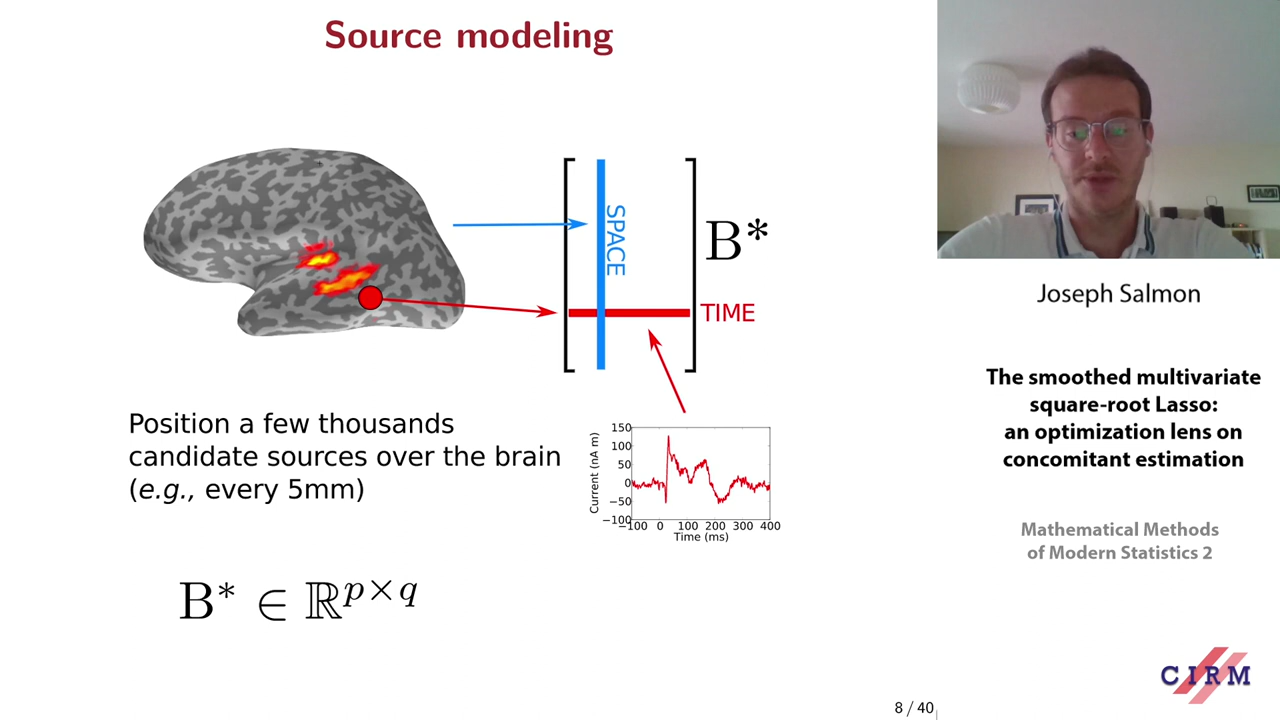 Source modeling
SPACE
B*
TIME
Position a few thousands
candidate sources over the brain
(e.g., every 5mm)
150
100
50
0
−50
−100
Current (nA m)
−100 0 100 200 300 400
Time (ms)
B* ∈ ℝ^{p×q}
8 / 40
Joseph Salmon
The smoothed multivariate
square-root Lasso:
an optimization lens on
concomitant estimation
Mathematical Methods
of Modern Statistics 2
CIRM